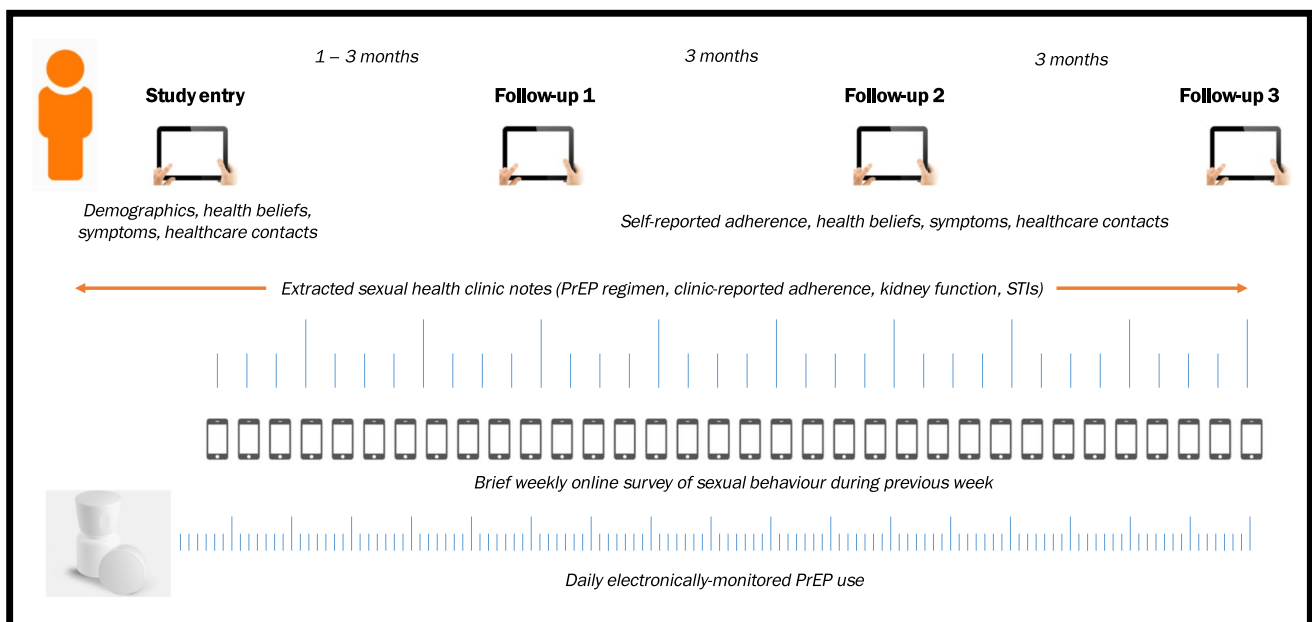 1 – 3 months
3 months
3 months
Study entry
Follow-up 1
Follow-up 2
Follow-up 3
Demographics, health beliefs,
symptoms, healthcare contacts
Self-reported adherence, health beliefs, symptoms, healthcare contacts
Extracted sexual health clinic notes (PrEP regimen, clinic-reported adherence, kidney function, STIs)
Brief weekly online survey of sexual behaviour during previous week
Daily electronically-monitored PrEP use